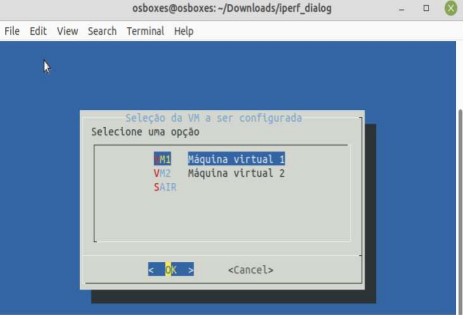 osboxes@osboxes: ~/Downloads/iperf_dialog
File Edit View Search Terminal Help
Seleção da VM a ser configurada
Selecione uma opção
VM1 Máquina virtual 1
VM2 Máquina virtual 2
SAIR
< OK > <Cancel>